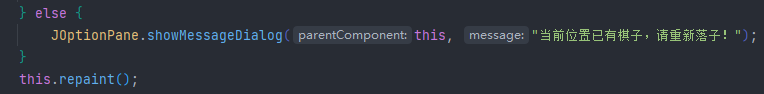 } else {
JOptionPane.showMessageDialog( parentComponent: this, message: "当前位置已有棋子，请重新落子！");
}
this.repaint();